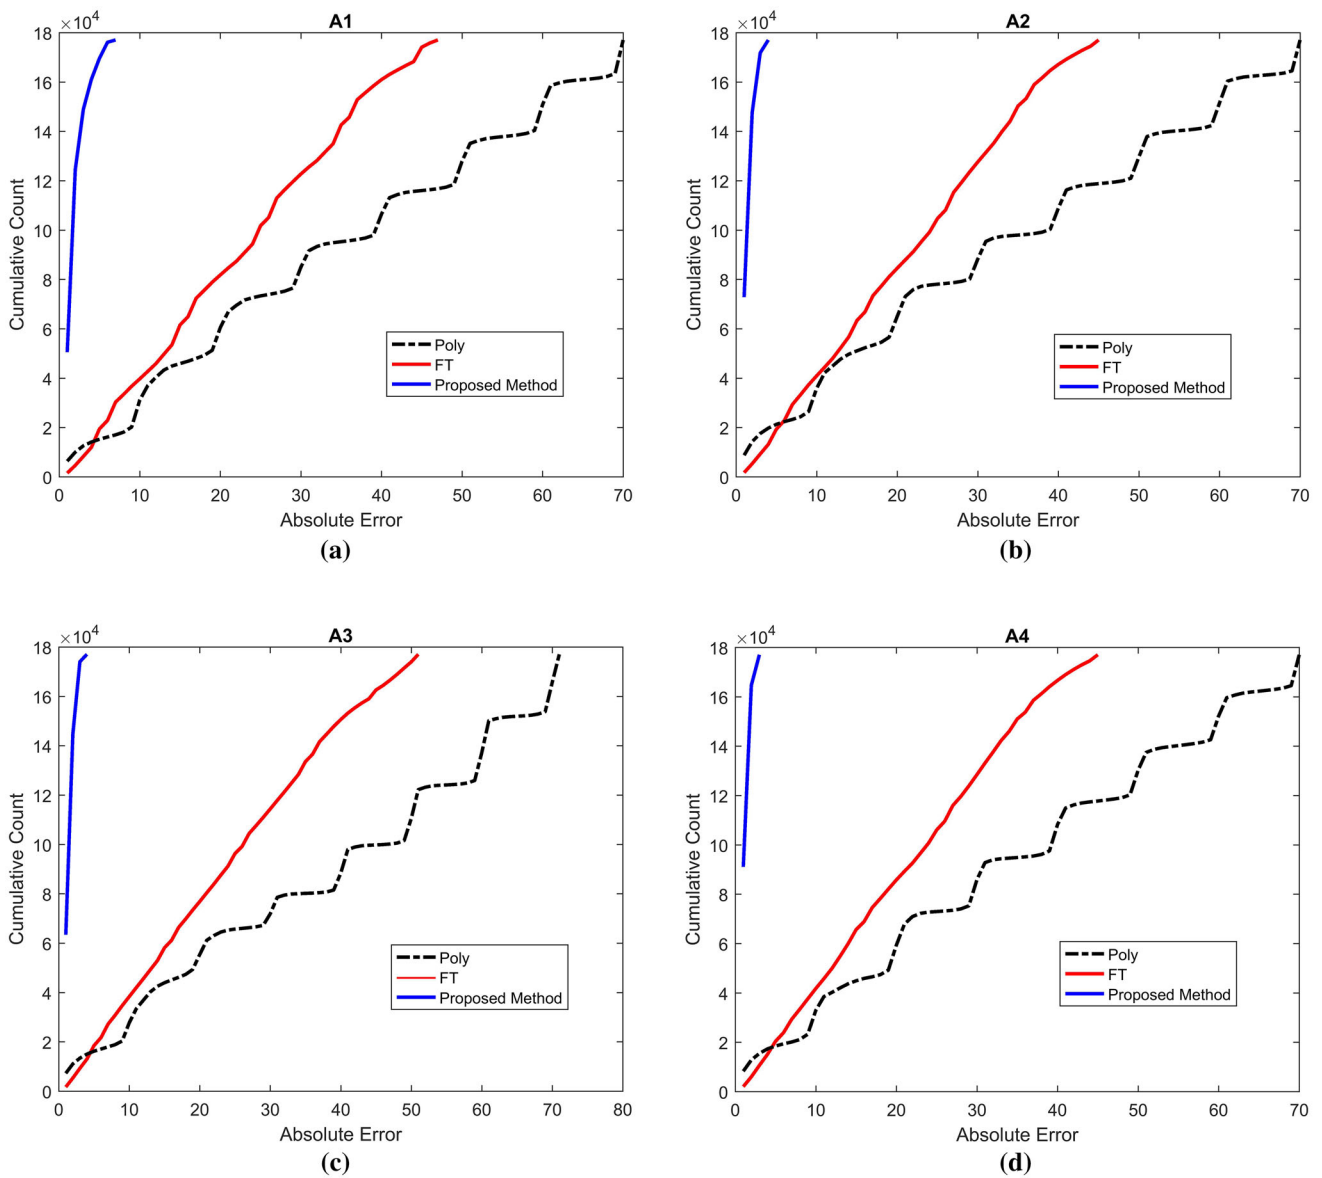 A1
×10⁴
18
16
14
12
10
8
6
4
2
0
Cumulative Count
Poly
FT
Proposed Method
0 10 20 30 40 50 60 70
Absolute Error
(a)
A2
×10⁴
18
16
14
12
10
8
6
4
2
0
Cumulative Count
Poly
FT
Proposed Method
0 10 20 30 40 50 60 70
Absolute Error
(b)
A3
×10⁴
18
16
14
12
10
8
6
4
2
0
Cumulative Count
Poly
FT
Proposed Method
0 10 20 30 40 50 60 70 80
Absolute Error
(c)
A4
×10⁴
18
16
14
12
10
8
6
4
2
0
Cumulative Count
Poly
FT
Proposed Method
0 10 20 30 40 50 60 70
Absolute Error
(d)